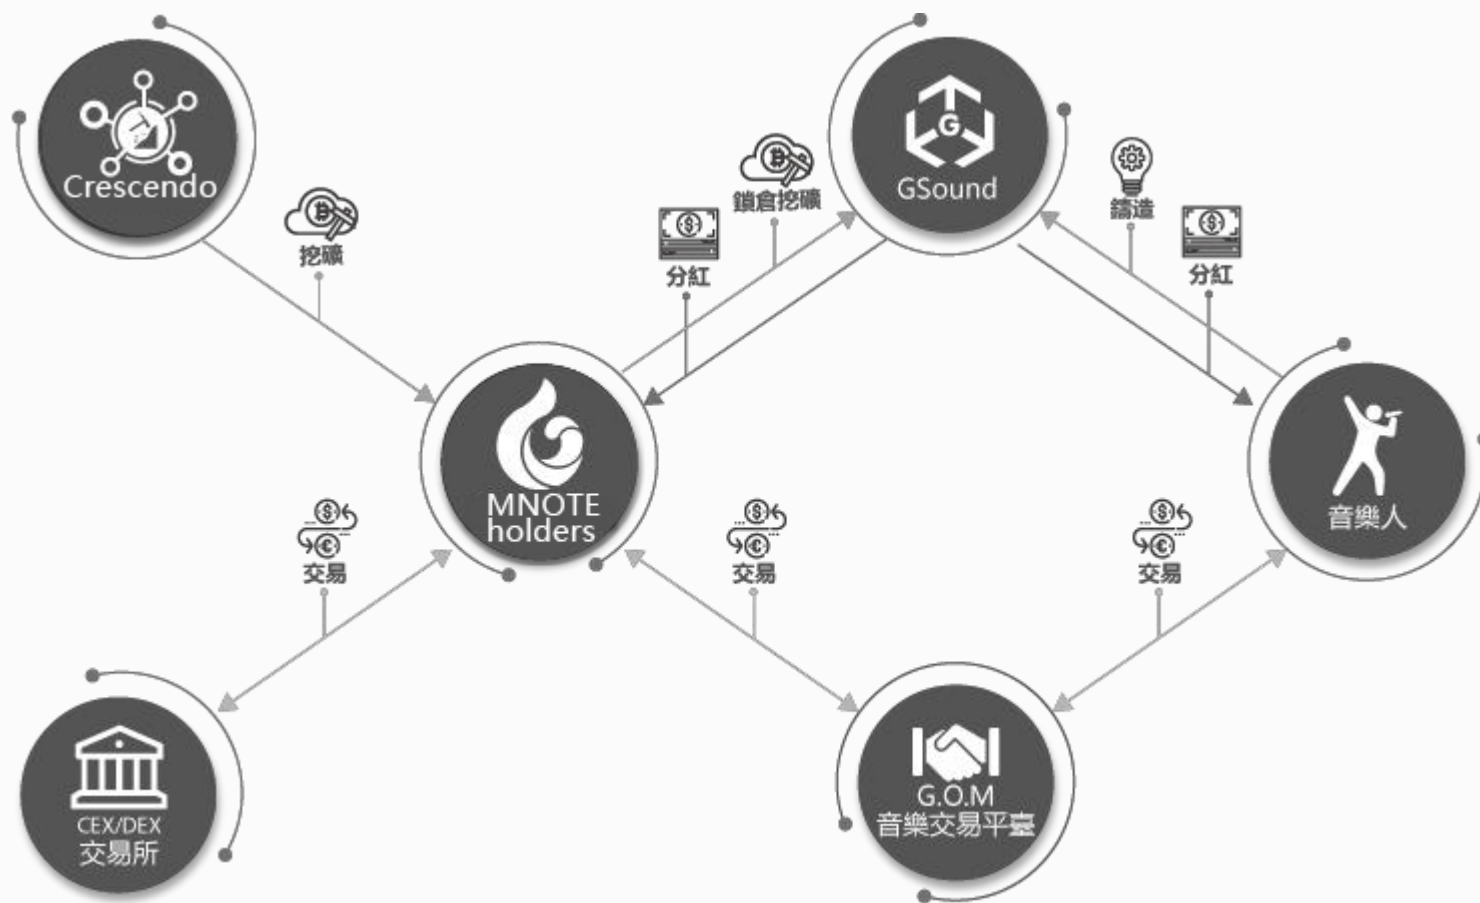 Crescendo
G
GSound
挖礦
鎖倉挖礦
分紅
鑄造
分紅
MNOTE
holders
音樂人
交易
交易
交易
CEX/DEX
交易所
G.O.M
音樂交易平臺